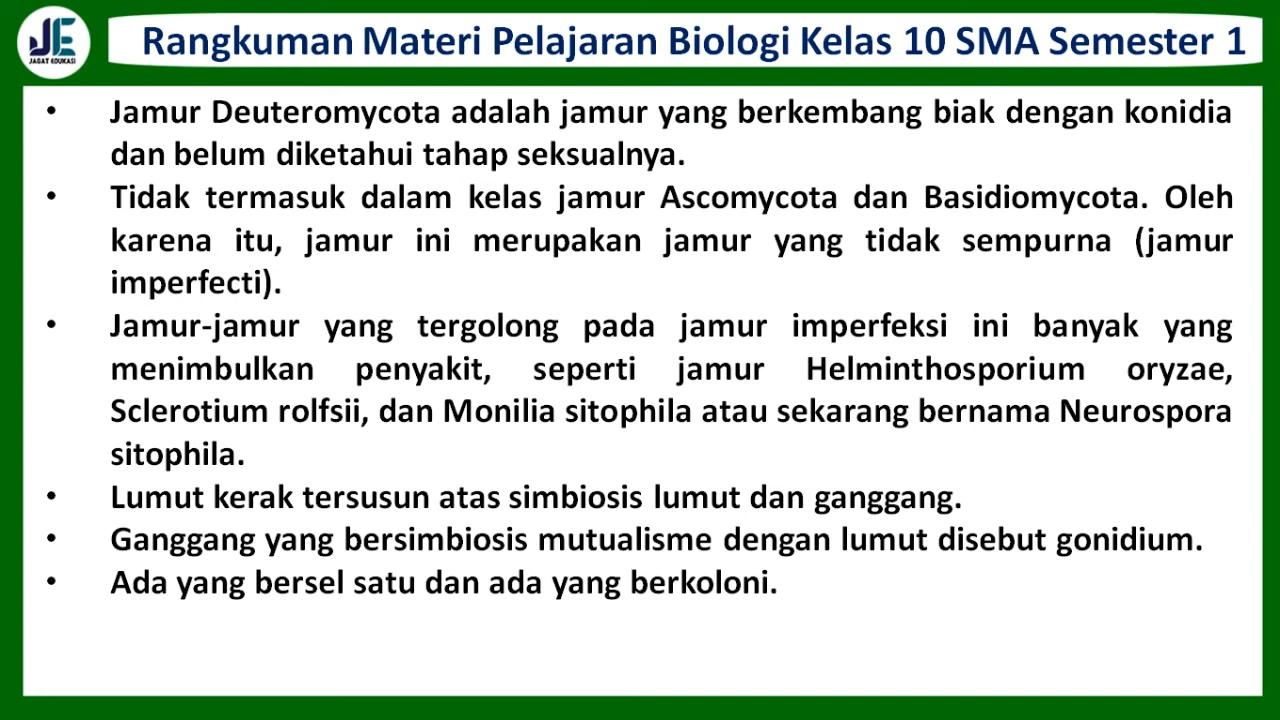 JE
JAGAT EDUKASI
Rangkuman Materi Pelajaran Biologi Kelas 10 SMA Semester 1
• Jamur Deuteromycota adalah jamur yang berkembang biak dengan konidia
dan belum diketahui tahap seksualnya.
• Tidak termasuk dalam kelas jamur Ascomycota dan Basidiomycota. Oleh
karena itu, jamur ini merupakan jamur yang tidak sempurna (jamur
imperfecti).
• Jamur-jamur yang tergolong pada jamur imperfeksi ini banyak yang
menimbulkan penyakit, seperti jamur Helminthosporium oryzae,
Sclerotium rolfsii, dan Monilia sitophila atau sekarang bernama Neurospora
sitophila.
• Lumut kerak tersusun atas simbiosis lumut dan ganggang.
• Ganggang yang bersimbiosis mutualisme dengan lumut disebut gonidium.
• Ada yang bersel satu dan ada yang berkoloni.